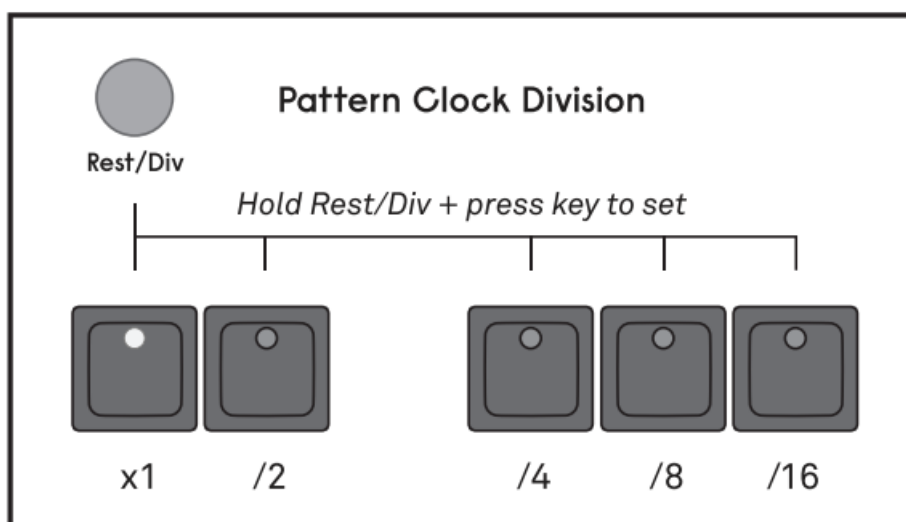 Pattern Clock Division
Rest/Div
Hold Rest/Div + press key to set
x1 /2 /4 /8 /16